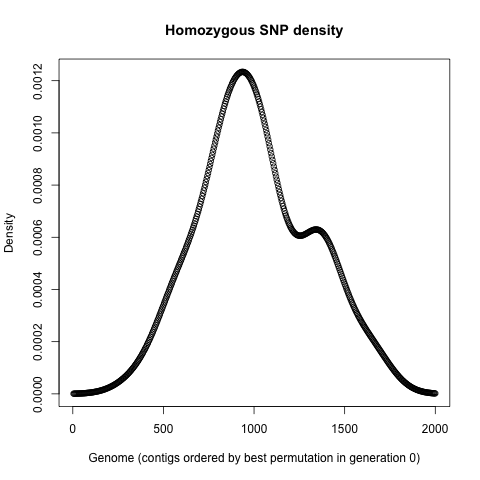 Homozygous SNP density
Density
0.0012
0.0010
0.0008
0.0006
0.0004
0.0002
0.0000
0 500 1000 1500 2000
Genome (contigs ordered by best permutation in generation 0)